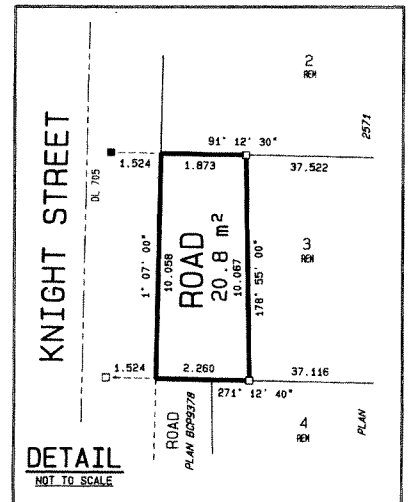 2
REM
2571
91° 12' 30"
1.524
1.873
37.522
KNIGHT STREET
DL 705
1° 07' 00"
10.058
ROAD
20.8 m²
10.067
178° 55' 00"
3
REM
1.524
2.260
37.116
271° 12' 40"
ROAD
PLAN BCP9378
4
REM
PLAN
DETAIL
NOT TO SCALE